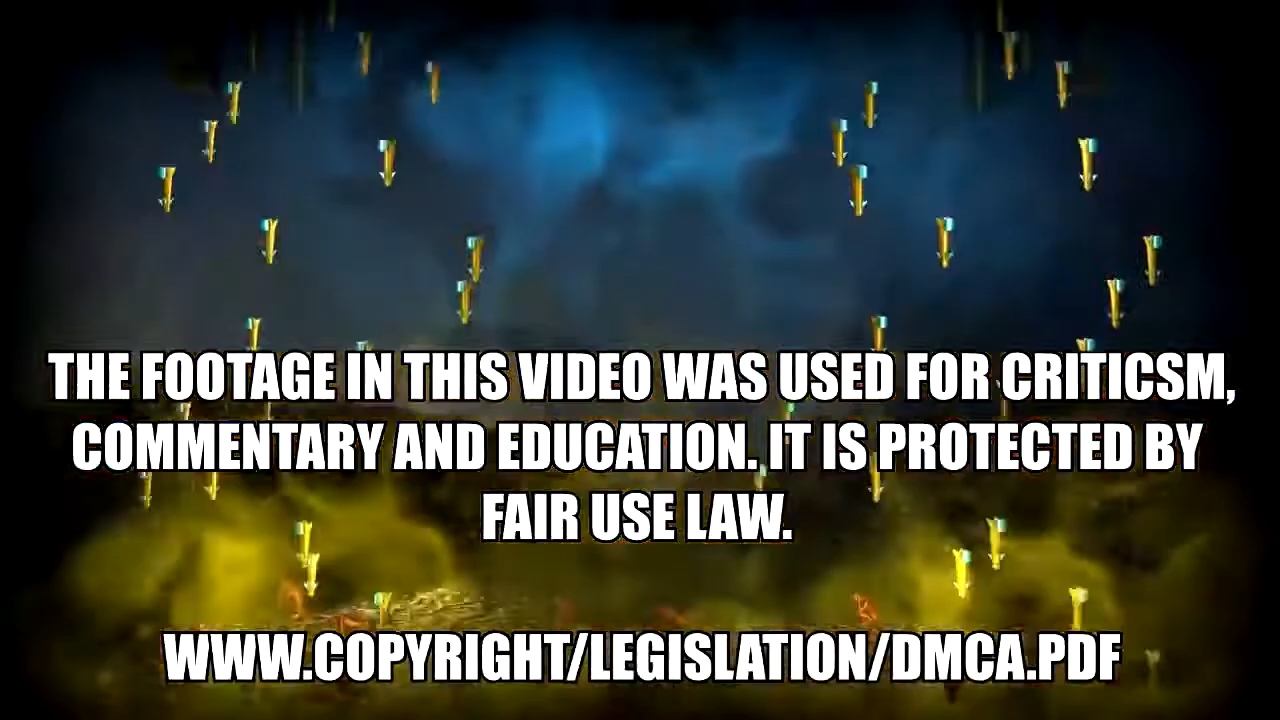 THE FOOTAGE IN THIS VIDEO WAS USED FOR CRITICSM,
COMMENTARY AND EDUCATION. IT IS PROTECTED BY
FAIR USE LAW.
WWW.COPYRIGHT/LEGISLATION/DMCA.PDF